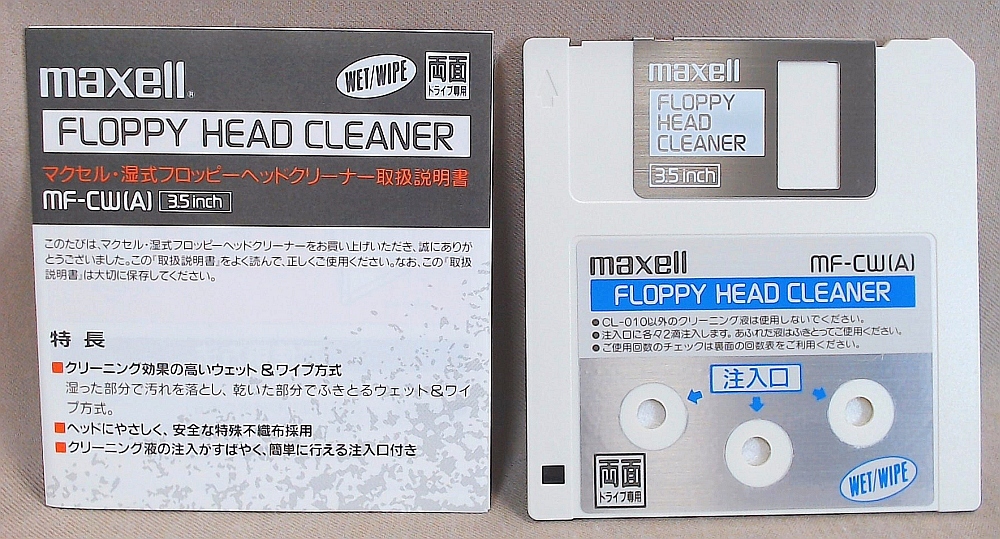 maxell
WET/WIPE
両面
ドライブ専用
FLOPPY HEAD CLEANER
マクセル・湿式フロッピーヘッドクリーナー取扱説明書
MF-CW(A) 3.5 inch
このたびは、マクセル・湿式フロッピーヘッドクリーナーをお買い上げいただき、誠にありが
とうございました。この「取扱説明書」をよく読んで、正しくご使用ください。なお、この「取扱
説明書」は大切に保存してください。
特長
■クリーニング効果の高いウェット&ワイプ方式
湿った部分で汚れを落とし、乾いた部分でふきとるウェット&ワイ
プ方式。
■ヘッドにやさしく、安全な特殊不織布採用
■クリーニング液の注入がすばやく、簡単に行える注入口付き
maxell
FLOPPY
HEAD
CLEANER
3.5 inch
maxell MF-CW(A)
FLOPPY HEAD CLEANER
●CL-010以外のクリーニング液は使用しないでください。
●注入口に各々2滴注入します。あふれた液はふきとってご使用ください。
●ご使用回数のチェックは裏面の回数表をご利用ください。
注入口
両面
ドライブ専用
WET/WIPE